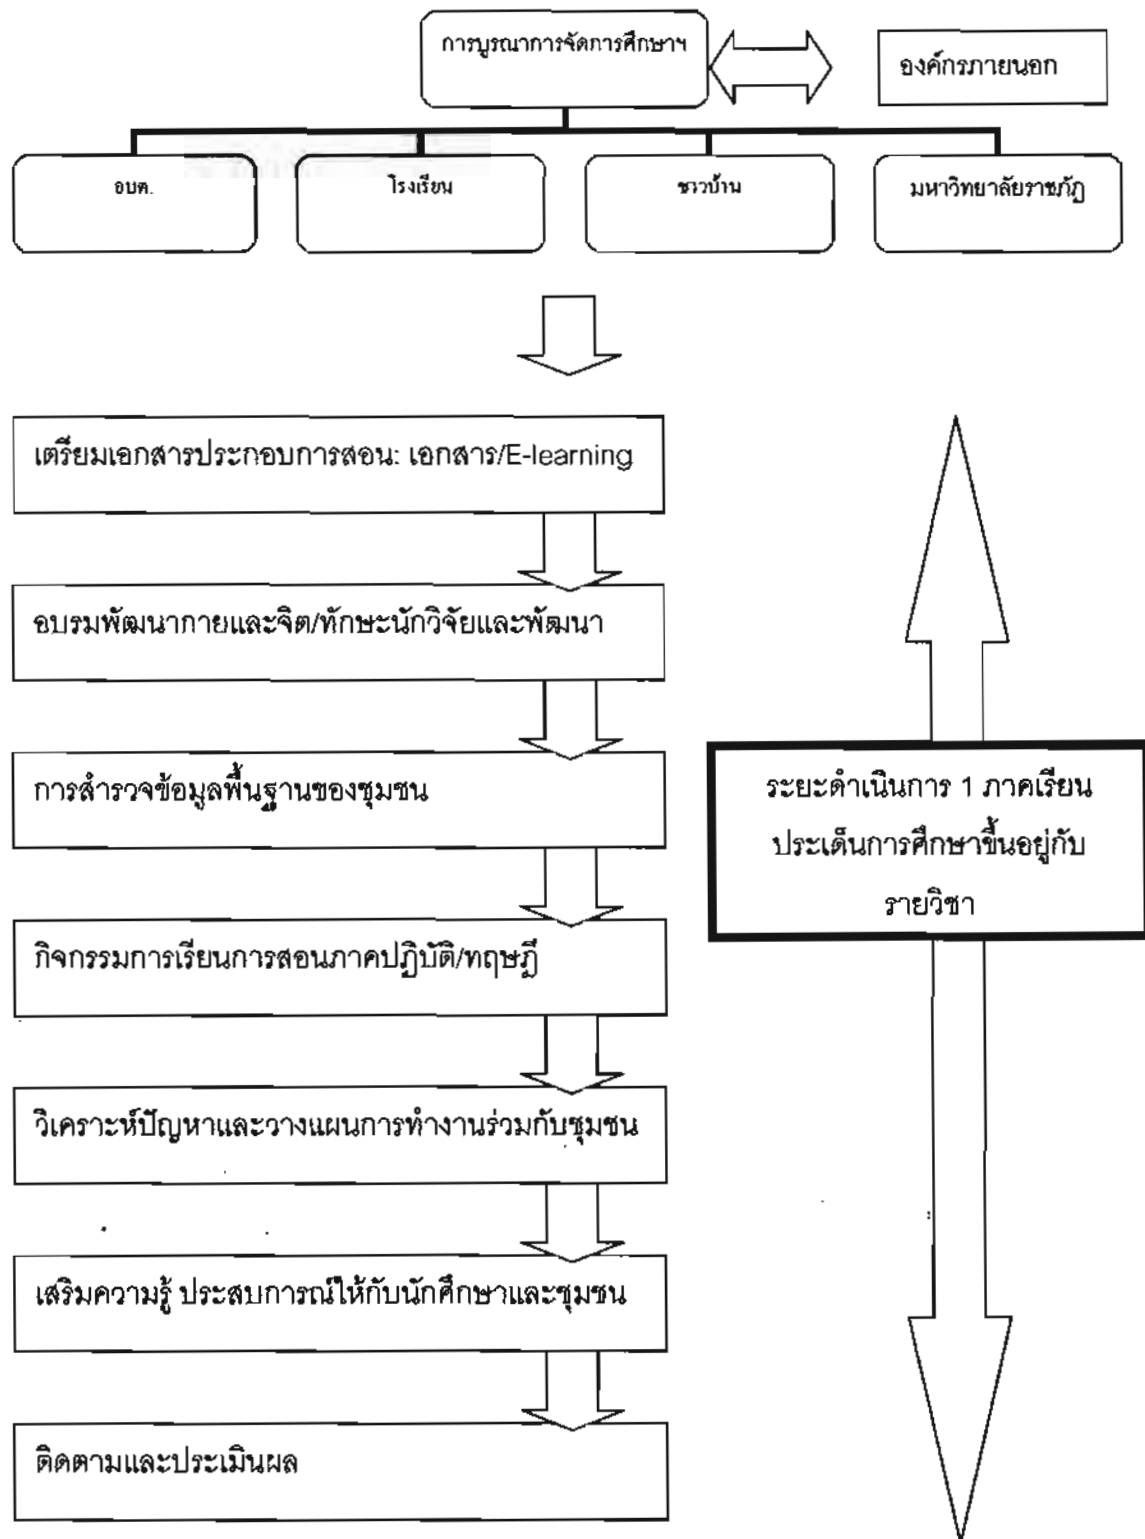 การบูรณาการจัดการศึกษาฯ
องค์กรภายนอก
อบต.
โรงเรียน
ชาวบ้าน
มหาวิทยาลัยราชภัฏ
เตรียมเอกสารประกอบการสอน: เอกสาร/E-learning
อบรมพัฒนากายและจิต/ทักษะนักวิจัยและพัฒนา
การสำรวจข้อมูลพื้นฐานของชุมชน
ระยะดำเนินการ 1 ภาคเรียน
ประเด็นการศึกษาขึ้นอยู่กับ
รายวิชา
กิจกรรมการเรียนการสอนภาคปฏิบัติ/ทฤษฎี
วิเคราะห์ปัญหาและวางแผนการทำงานร่วมกับชุมชน
เสริมความรู้ ประสบการณ์ให้กับนักศึกษาและชุมชน
ติดตามและประเมินผล